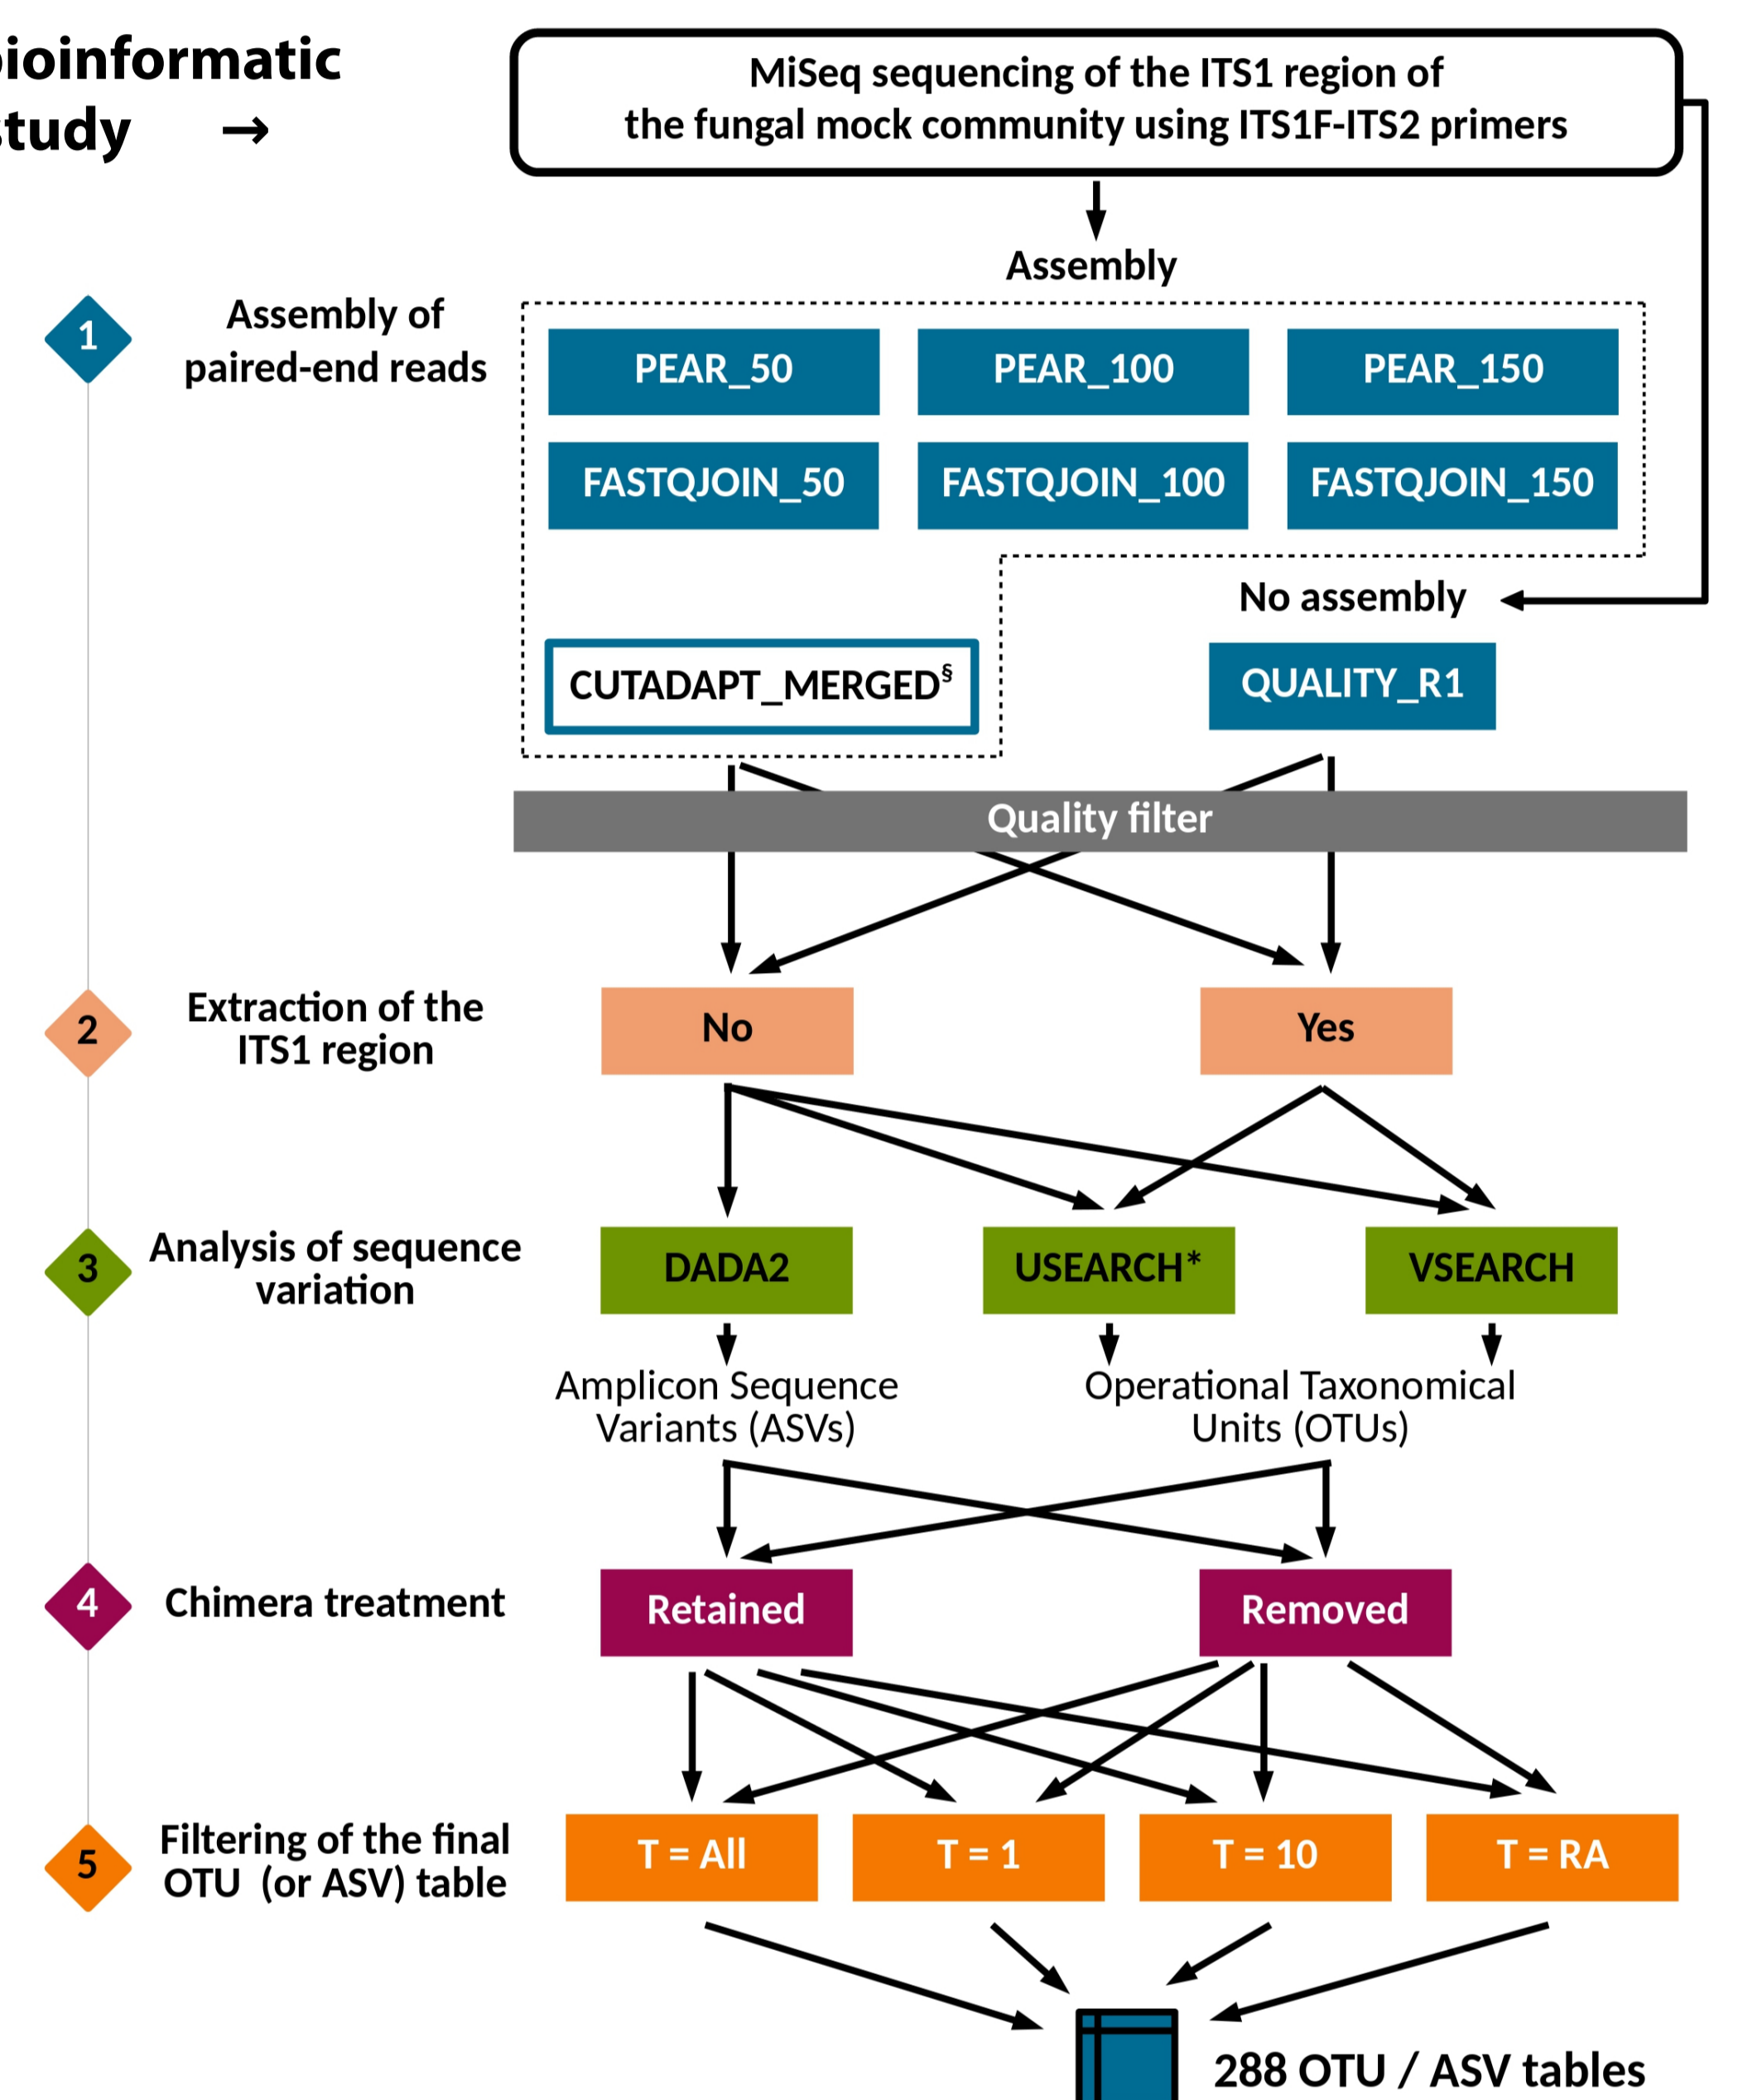 ioinformatic
tudy →
MiSeq sequencing of the ITS1 region of
the fungal mock community using ITS1F-ITS2 primers
Assembly
1
Assembly of
paired-end reads
PEAR_50
PEAR_100
PEAR_150
FASTQJOIN_50
FASTQJOIN_100
FASTQJOIN_150
No assembly
CUTADAPT_MERGED§
QUALITY_R1
Quality filter
2
Extraction of the
ITS1 region
No
Yes
3
Analysis of sequence
variation
DADA2
USEARCH*
VSEARCH
Amplicon Sequence
Variants (ASVs)
Operational Taxonomical
Units (OTUs)
4
Chimera treatment
Retained
Removed
5
Filtering of the final
OTU (or ASV) table
T = All
T = 1
T = 10
T = RA
288 OTU / ASV tables